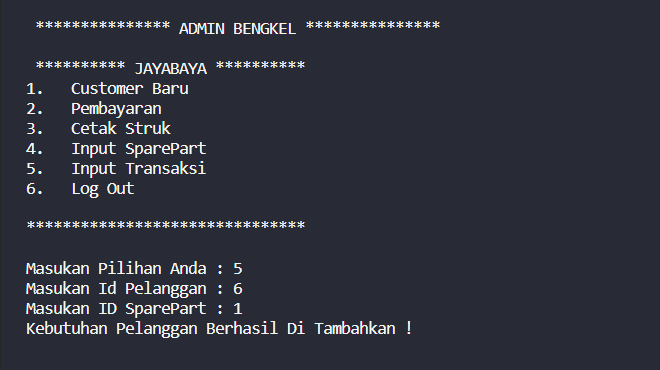 *************** ADMIN BENGKEL ***************
********** JAYABAYA **********
1. Customer Baru
2. Pembayaran
3. Cetak Struk
4. Input SparePart
5. Input Transaksi
6. Log Out
*******************************
Masukan Pilihan Anda : 5
Masukan Id Pelanggan : 6
Masukan ID SparePart : 1
Kebutuhan Pelanggan Berhasil Di Tambahkan !